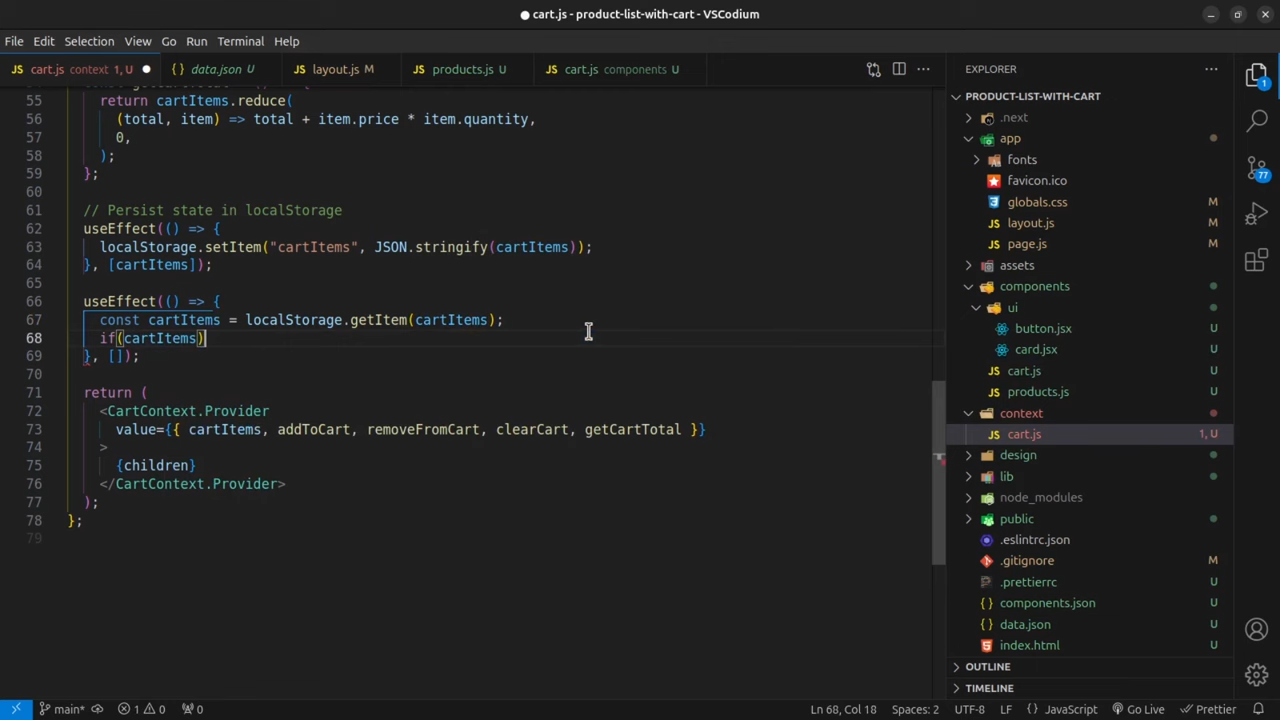 cart.js - product-list-with-cart - VSCodium
File Edit Selection View Go Run Terminal Help
JS cart.js context 1, U
{ } data.json U
JS layout.js M
JS products.js U
JS cart.js components U
EXPLORER
55 return cartItems.reduce(
56 (total, item) => total + item.price * item.quantity,
57 0,
58 );
59 };
60
61 // Persist state in localStorage
62 useEffect(() => {
63 localStorage.setItem("cartItems", JSON.stringify(cartItems));
64 }, [cartItems]);
65
66 useEffect(() => {
67 const cartItems = localStorage.getItem(cartItems);
68 if(cartItems)
69 }, []);
70
71 return (
72 <CartContext.Provider
73 value={{ cartItems, addToCart, removeFromCart, clearCart, getCartTotal }}
74 >
75 {children}
76 </CartContext.Provider>
77 );
78 };
79
PRODUCT-LIST-WITH-CART
.next
app
fonts
favicon.ico
globals.css M
layout.js M
page.js M
assets
components
ui
button.jsx U
card.jsx U
JS cart.js U
JS products.js U
context
JS cart.js 1, U
design
lib
node_modules
public
.eslintrc.json
.gitignore M
.prettierrc U
{ } components.json U
{ } data.json U
index.html U
OUTLINE
TIMELINE
1
77
main* 1 0 0
Ln 68, Col 18 Spaces: 2 UTF-8 LF { } JavaScript Go Live Prettier